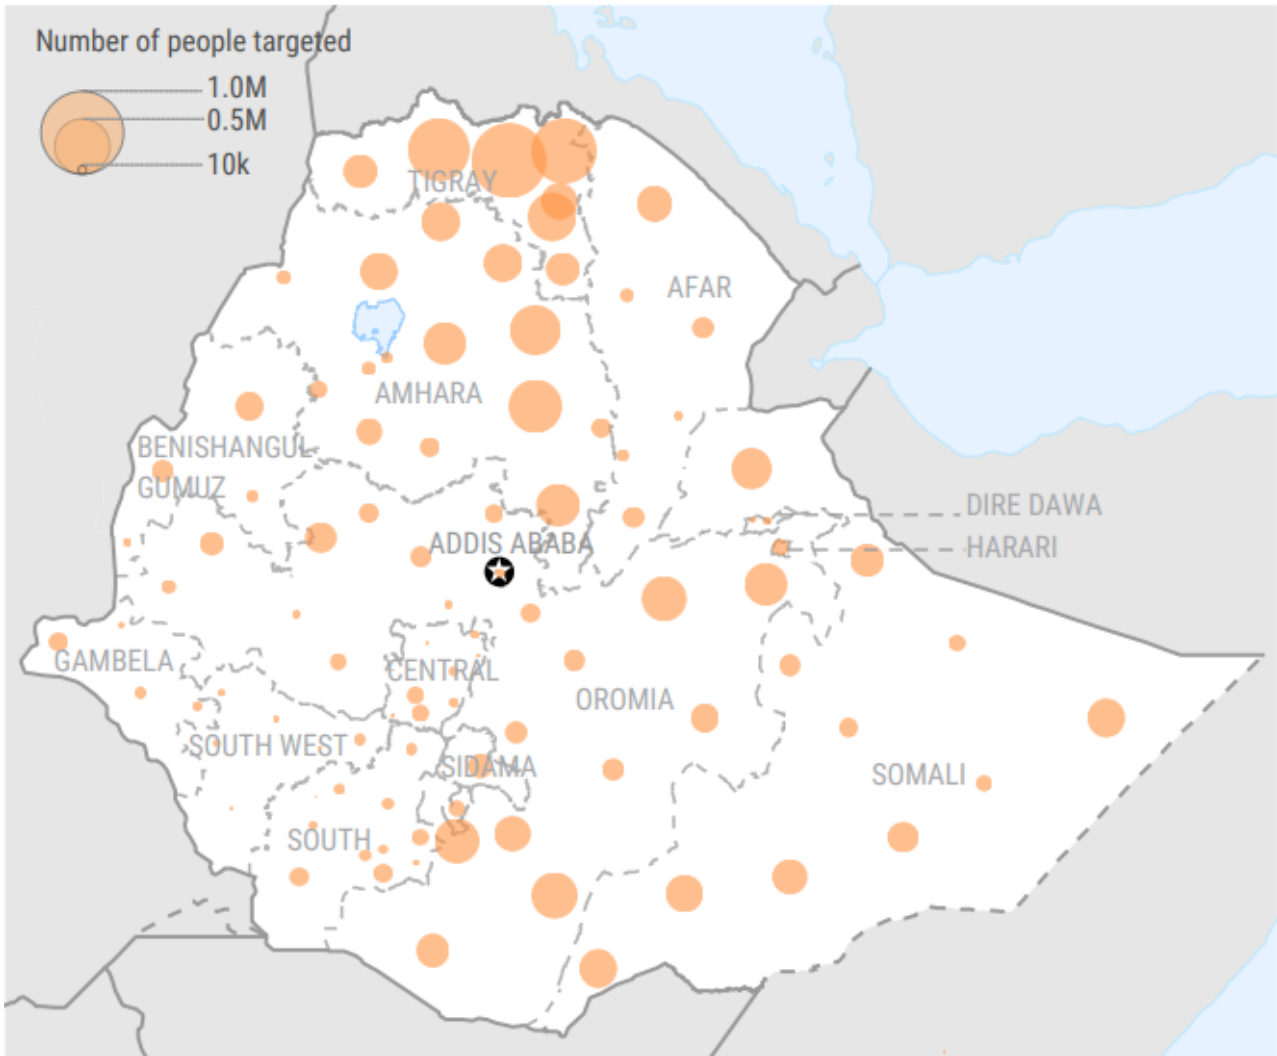 Number of people targeted
1.0M
0.5M
10k
TIGRAY
AFAR
AMHARA
BENISHANGUL
GUMUZ
DIRE DAWA
ADDIS ABABA
HARARI
GAMBELA
CENTRAL
OROMIA
SOUTH WEST
SIDAMA
SOMALI
SOUTH